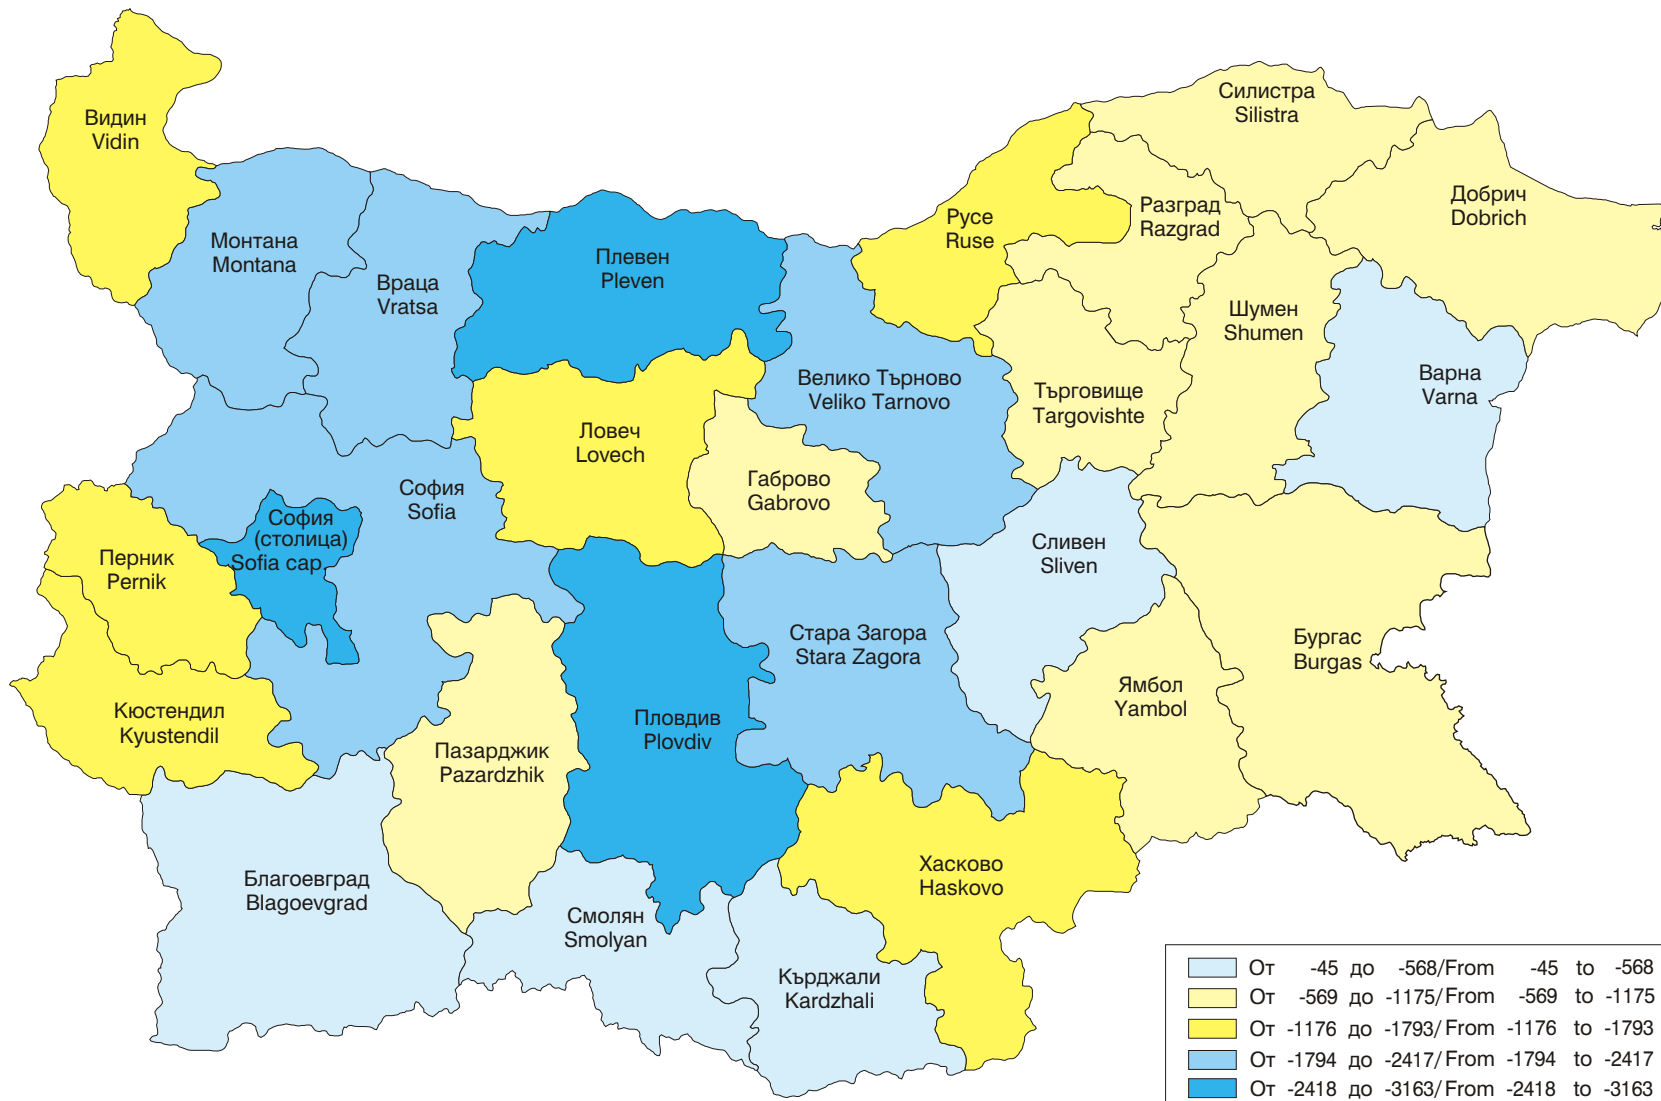 Видин
Vidin
Силистра
Silistra
Добрич
Dobrich
Разград
Razgrad
Русе
Ruse
Монтана
Montana
Враца
Vratsa
Плевен
Pleven
Шумен
Shumen
Варна
Varna
Велико Търново
Veliko Tarnovo
Търговище
Targovishte
Ловеч
Lovech
Габрово
Gabrovo
София
Sofia
София
(столица)
Sofia cap.
Перник
Pernik
Сливен
Sliven
Стара Загора
Stara Zagora
Бургас
Burgas
Ямбол
Yambol
Кюстендил
Kyustendil
Пловдив
Plovdiv
Пазарджик
Pazardzhik
Хасково
Haskovo
Благоевград
Blagoevgrad
Смолян
Smolyan
Кърджали
Kardzhali
От -45 до -568/From -45 to -568
От -569 до -1175/From -569 to -1175
От -1176 до -1793/From -1176 to -1793
От -1794 до -2417/From -1794 to -2417
От -2418 до -3163/From -2418 to -3163